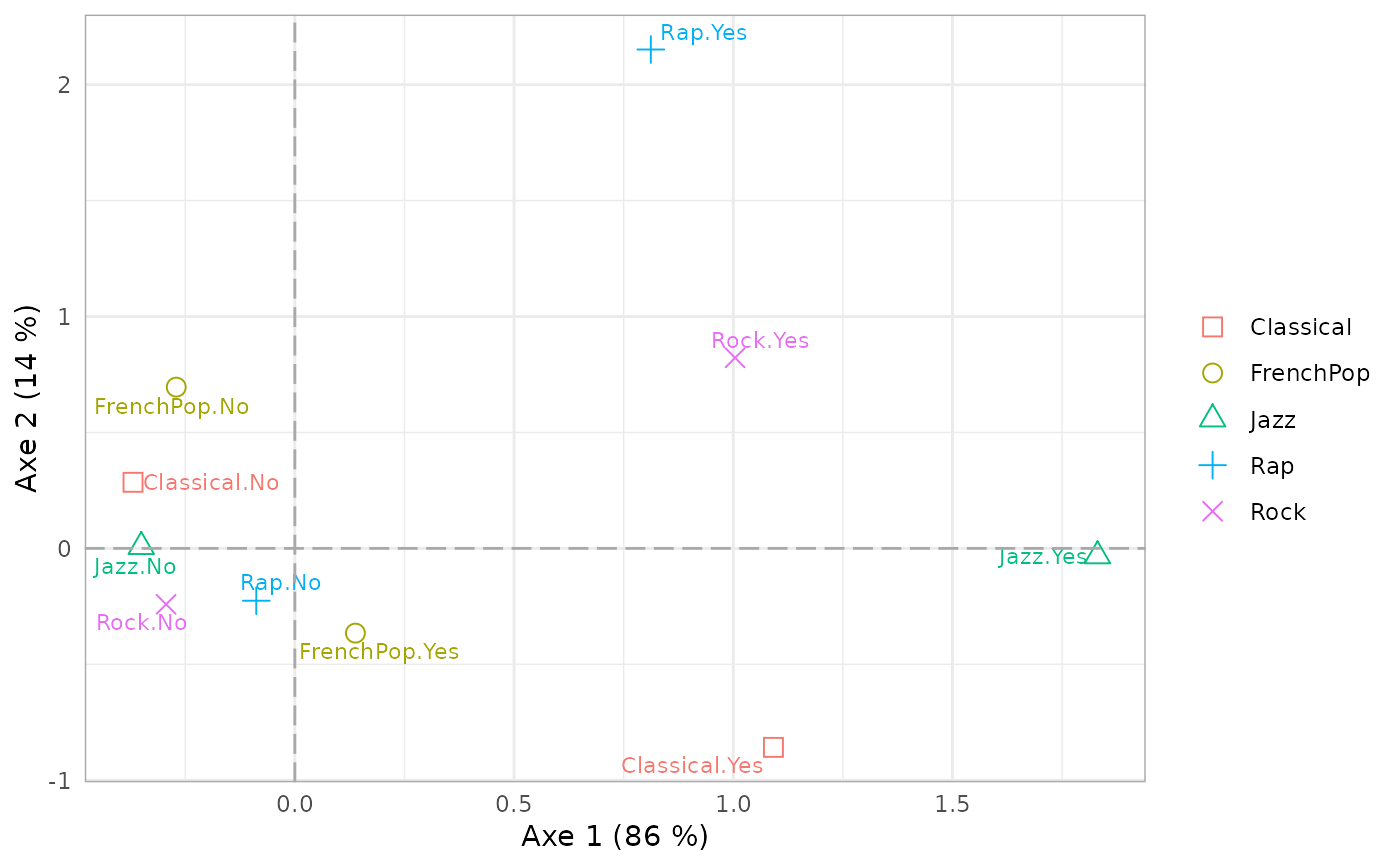 Rap.Yes
2
Rock.Yes
1
FrenchPop.No
Classical.No
0
Jazz.No
Jazz.Yes
Rap.No
Rock.No
FrenchPop.Yes
Classical.Yes
-1
0.0 0.5 1.0 1.5
Axe 1 (86 %)
Axe 2 (14 %)
Classical
FrenchPop
Jazz
Rap
Rock